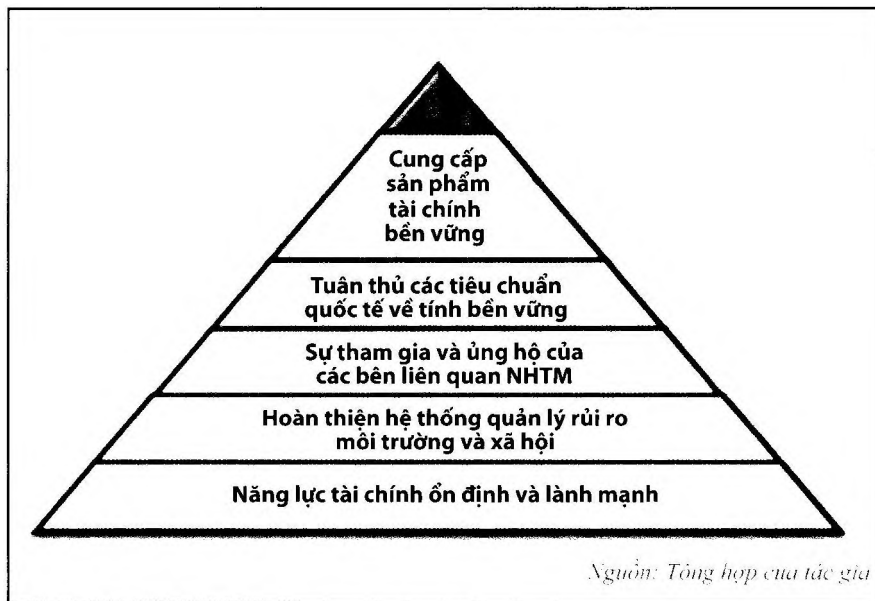 Cung cấp
sản phẩm
tài chính
bền vững
Tuân thủ các tiêu chuẩn
quốc tế về tính bền vững
Sự tham gia và ủng hộ của
các bên liên quan NHTM
Hoàn thiện hệ thống quản lý rủi ro
môi trường và xã hội
Năng lực tài chính ổn định và lành mạnh
Nguồn: Tổng hợp của tác giả